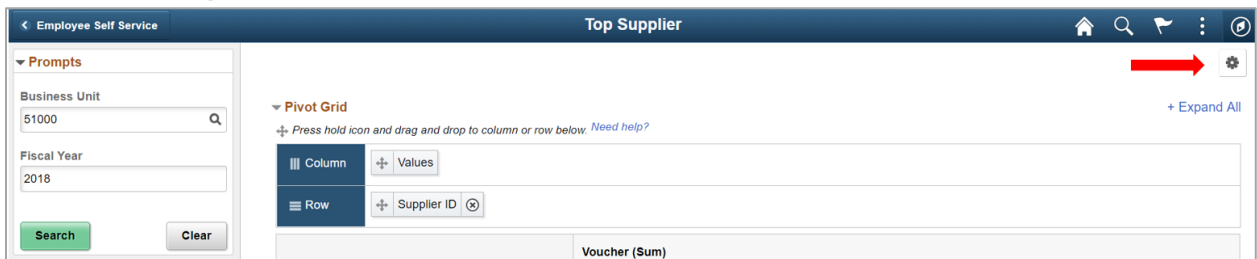 Employee Self Service
Top Supplier
Prompts
Business Unit
51000
Fiscal Year
2018
Search Clear
Pivot Grid
+ Expand All
Press hold icon and drag and drop to column or row below. Need help?
Column Values
Row Supplier ID
Voucher (Sum)